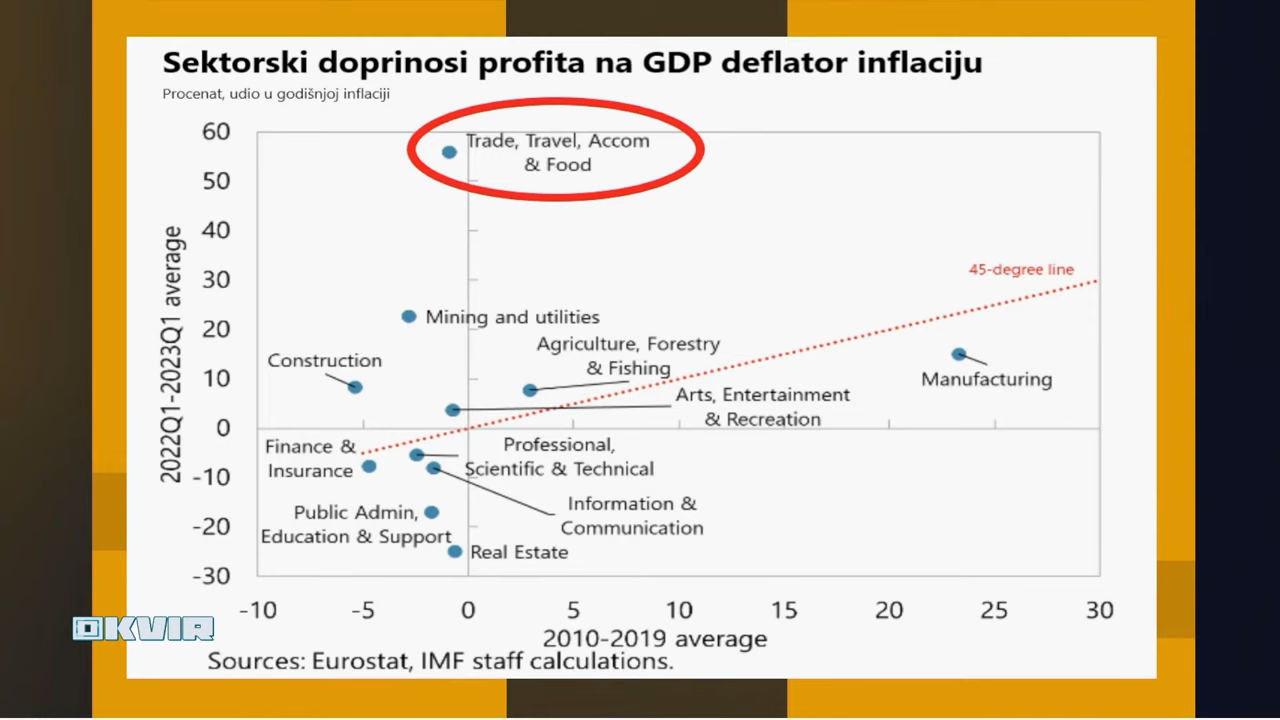 Sektorski doprinosi profita na GDP deflator inflaciju
Procenat, udio u godišnjoj inflaciji
60
50
40
30
20
10
0
-10
-20
-30
2022Q1-2023Q1 average
Trade, Travel, Accom
& Food
45-degree line
Mining and utilities
Agriculture, Forestry
& Fishing
Construction
Manufacturing
Arts, Entertainment
& Recreation
Finance &
Insurance
Professional,
Scientific & Technical
Information &
Communication
Public Admin,
Education & Support
Real Estate
-10 -5 0 5 10 15 20 25 30
2010-2019 average
OKVIR
Sources: Eurostat, IMF staff calculations.